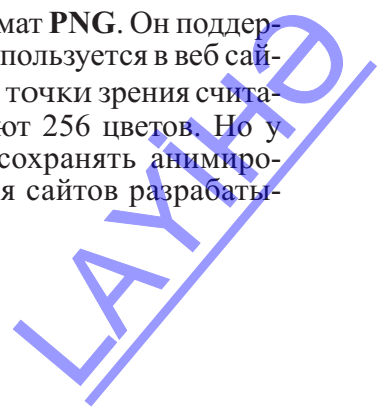 мат PNG. Он поддер-
пользуется в веб сай-
точки зрения счита-
ют 256 цветов. Но у
сохранять анимиро-
я сайтов разрабаты-
LAYİHƏ